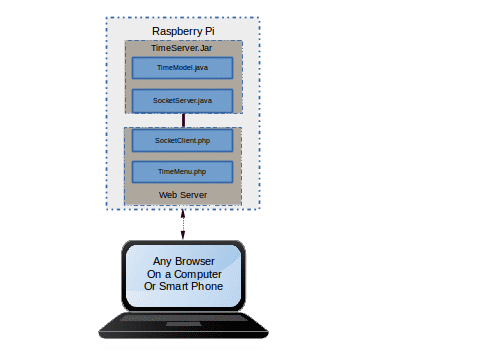 Raspberry Pi
TimeServer.Jar
TimeModel.java
SocketServer.java
SocketClient.php
TimeMenu.php
Web Server
Any Browser
On a Computer
Or Smart Phone